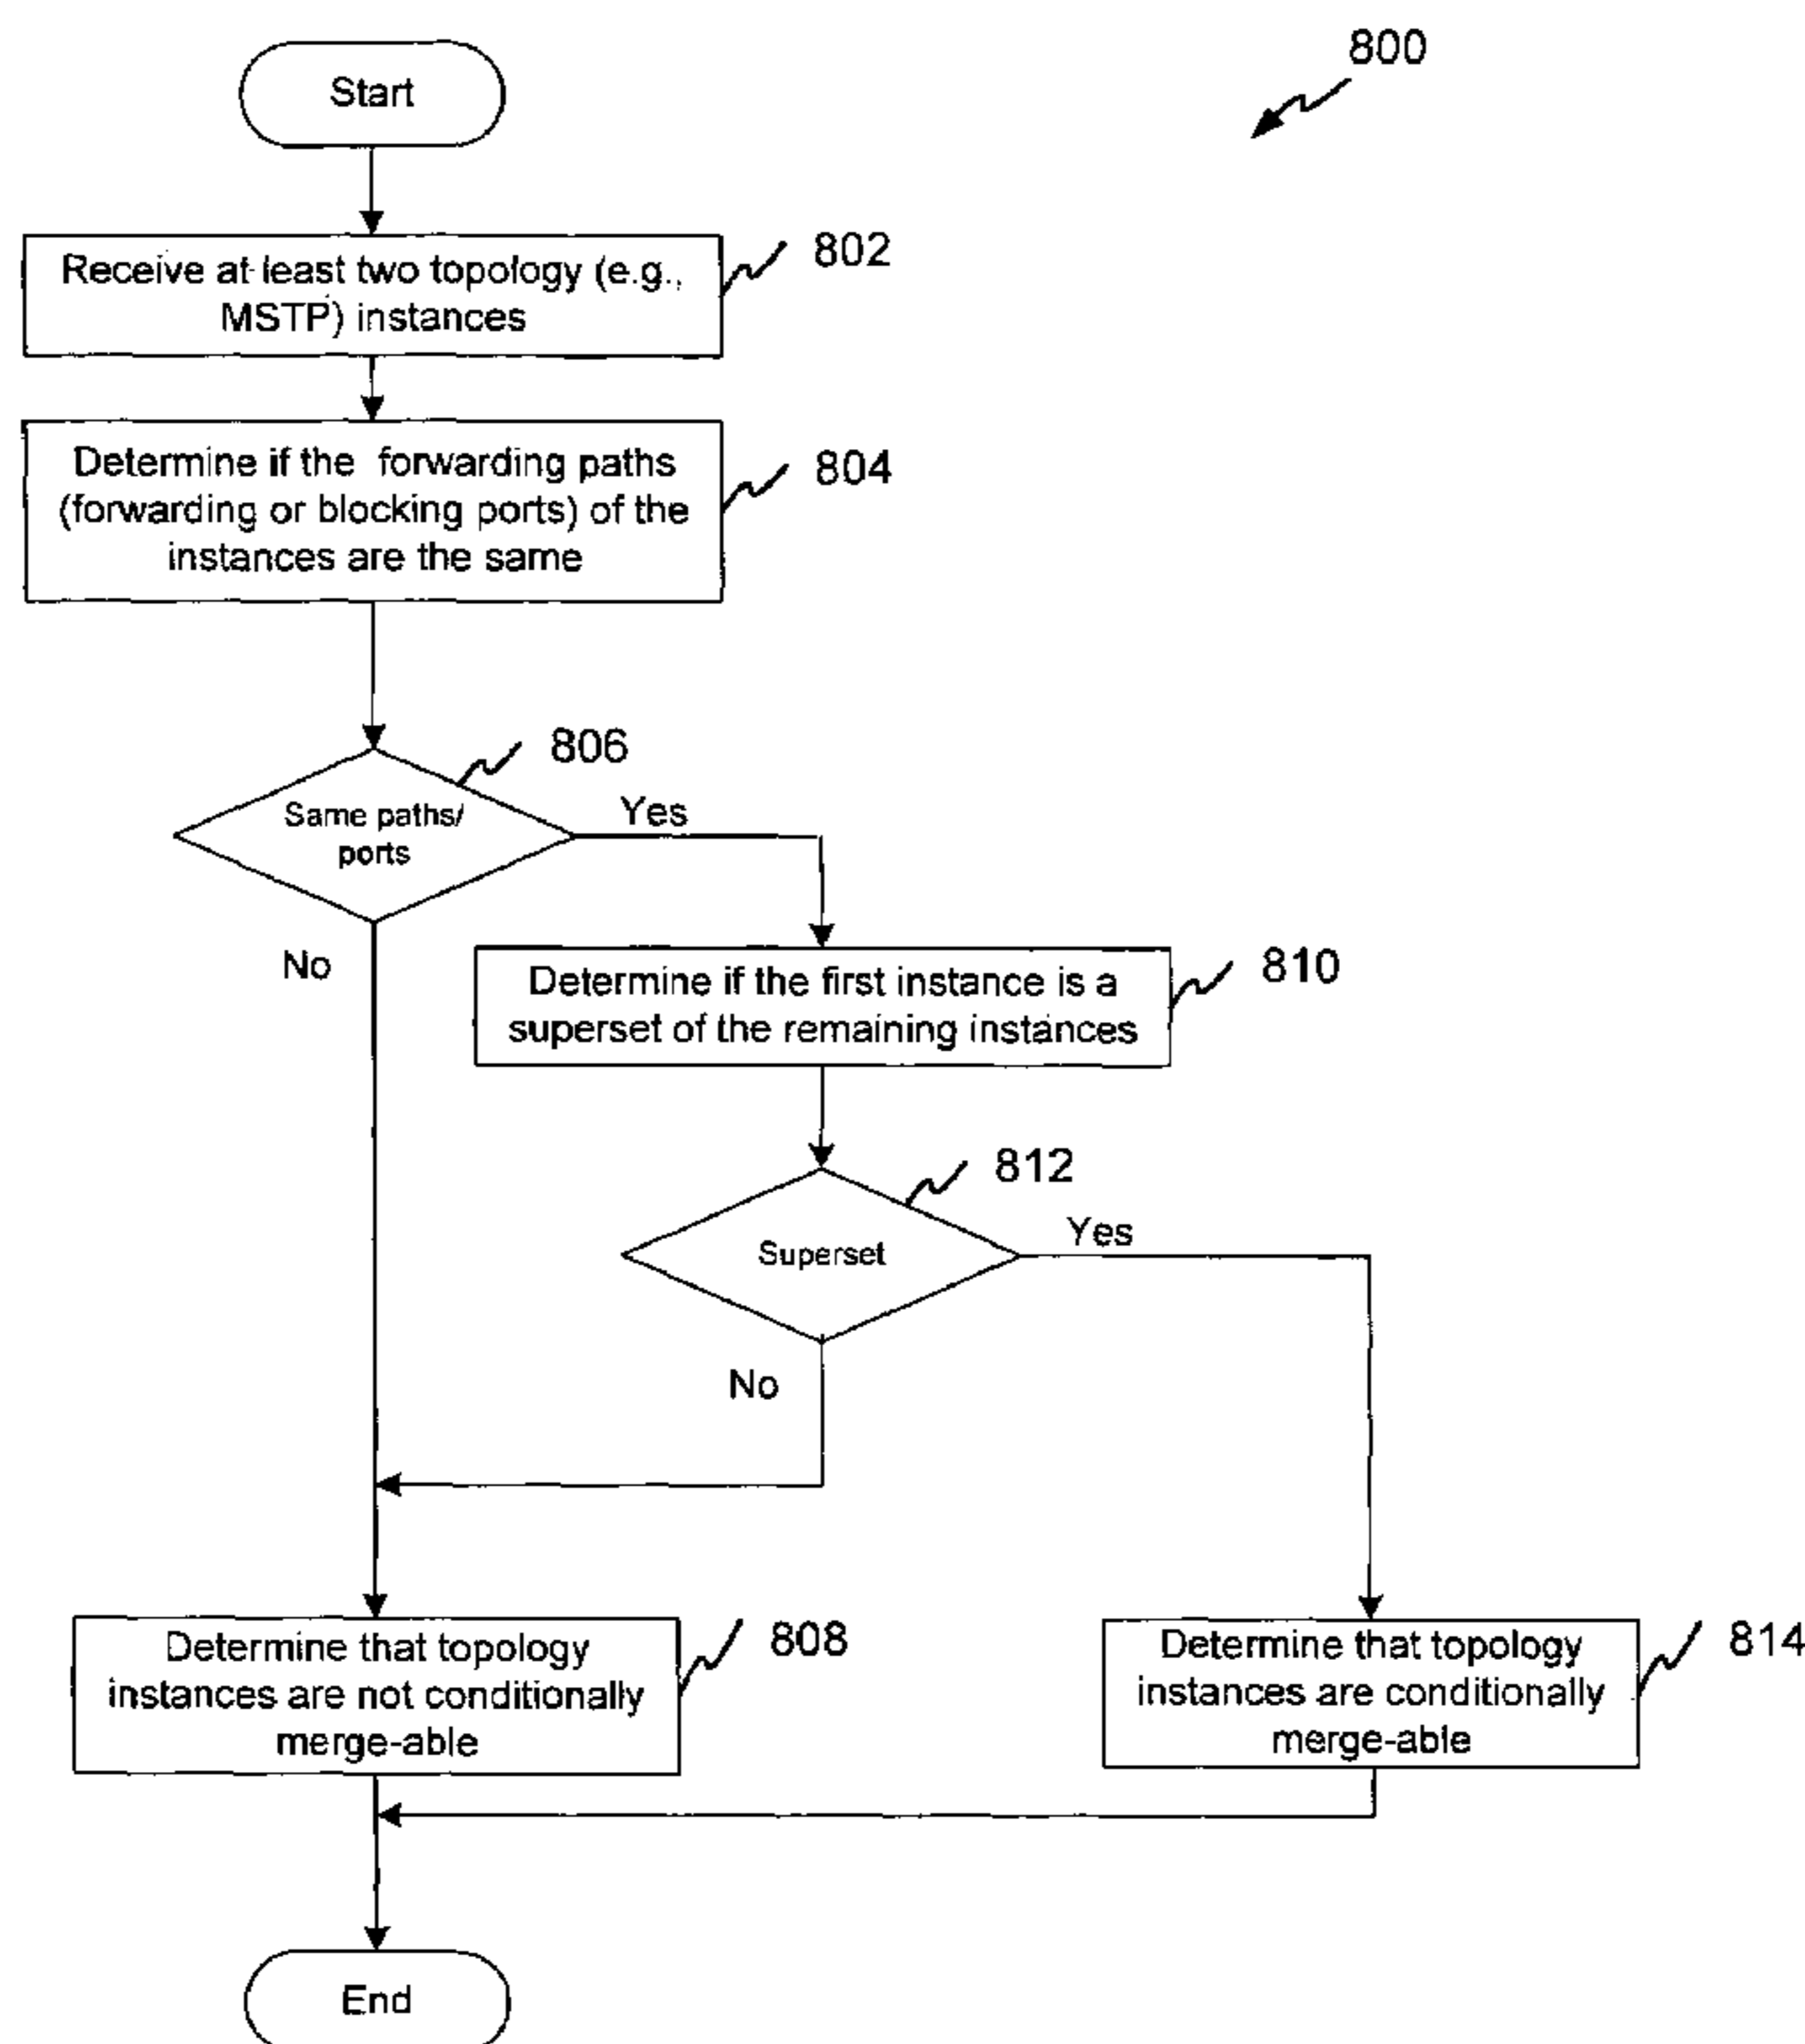 800
Start
802
Receive at least two topology (e.g.,
MSTP) instances
804
Determine if the forwarding paths
(forwarding or blocking ports) of the
instances are the same
806
Same paths/
ports
Yes
No
810
Determine if the first instance is a
superset of the remaining instances
812
Superset
Yes
No
808
Determine that topology
instances are not conditionally
merge-able
814
Determine that topology
instances are conditionally
merge-able
End